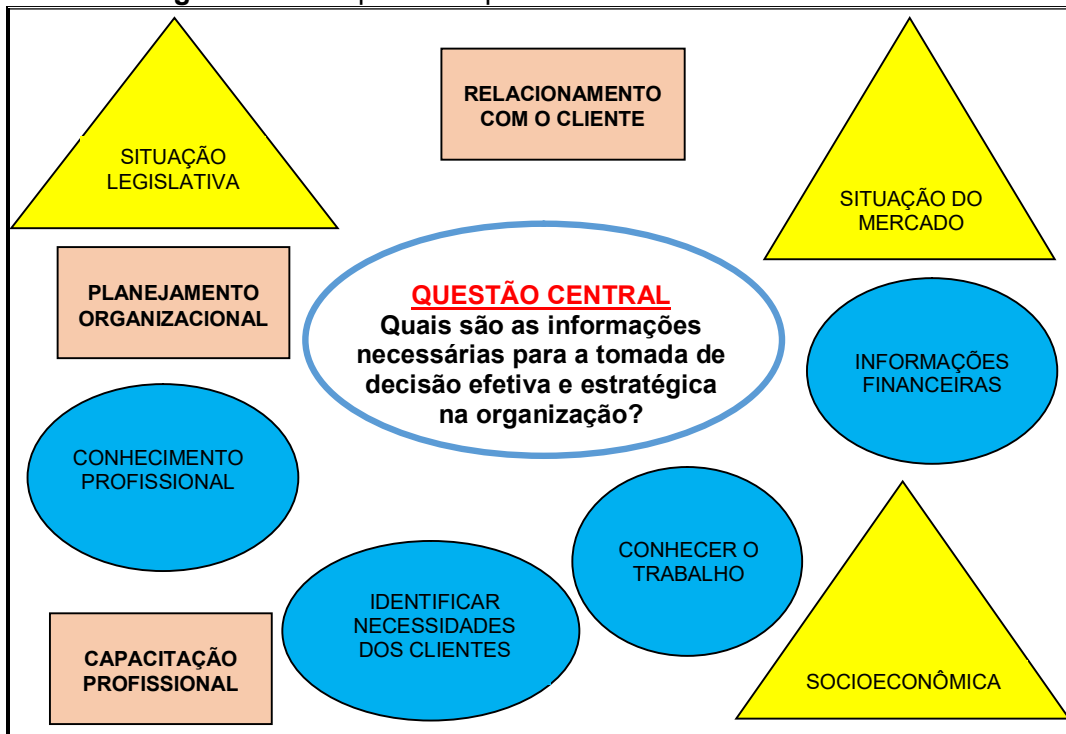 RELACIONAMENTO
COM O CLIENTE
SITUAÇÃO
LEGISLATIVA
SITUAÇÃO DO
MERCADO
PLANEJAMENTO
ORGANIZACIONAL
QUESTÃO CENTRAL
Quais são as informações
necessárias para a tomada de
decisão efetiva e estratégica
na organização?
INFORMAÇÕES
FINANCEIRAS
CONHECIMENTO
PROFISSIONAL
CONHECER O
TRABALHO
IDENTIFICAR
NECESSIDADES
DOS CLIENTES
CAPACITAÇÃO
PROFISSIONAL
SOCIOECONÔMICA